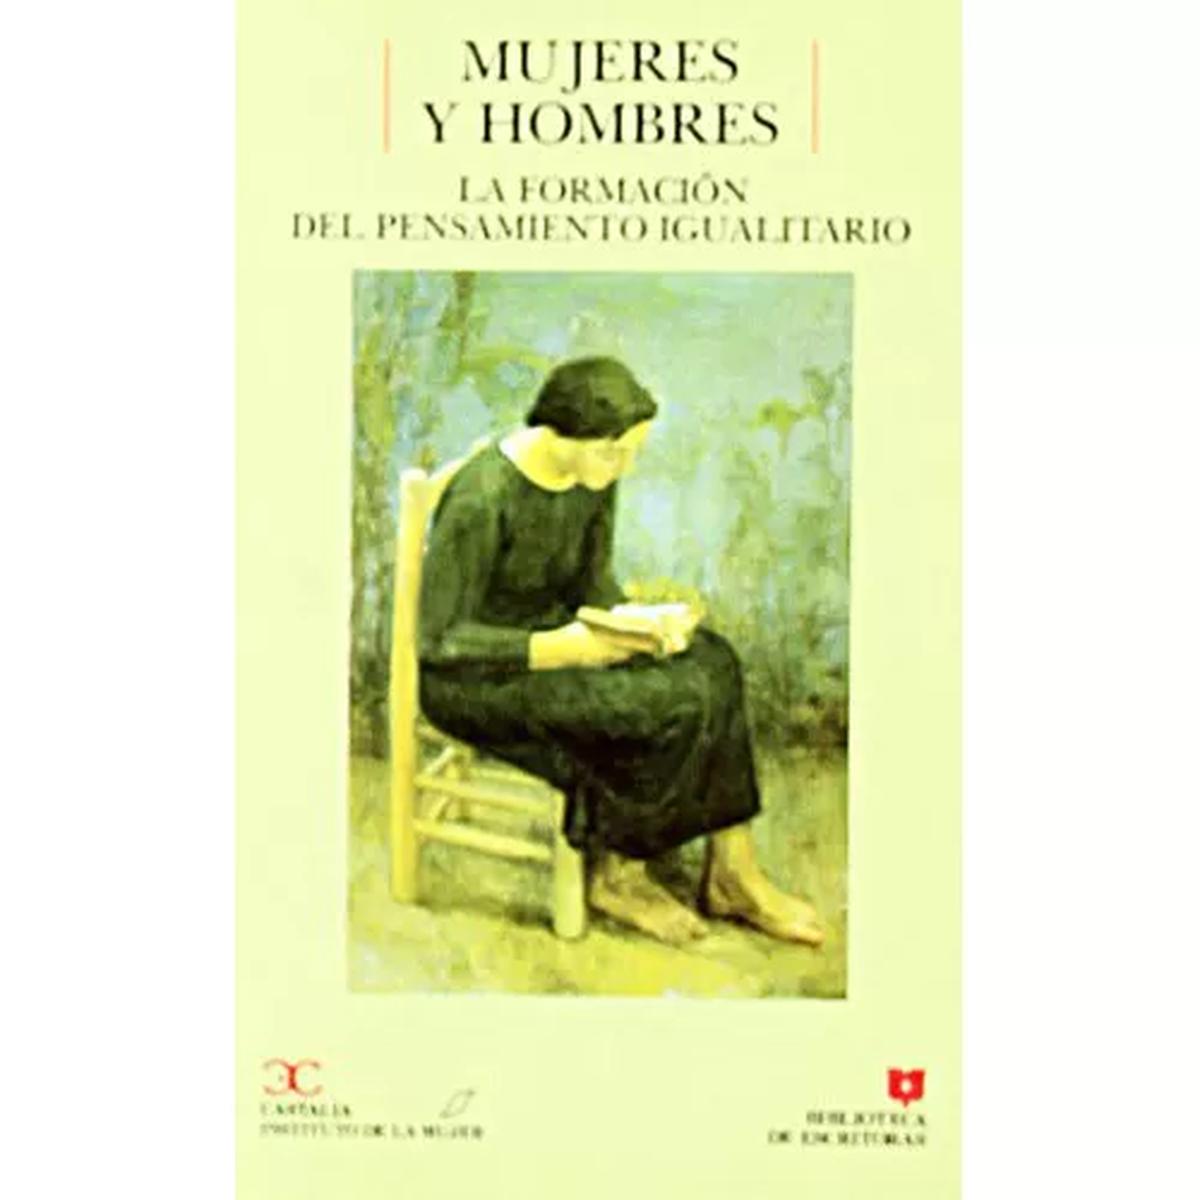 MUJERES
Y HOMBRES
LA FORMACIÓN
DEL PENSAMIENTO IGUALITARIO
CASTALIA
INSTITUTO DE LA MUJER
BIBLIOTECA
DE ESCRITORAS